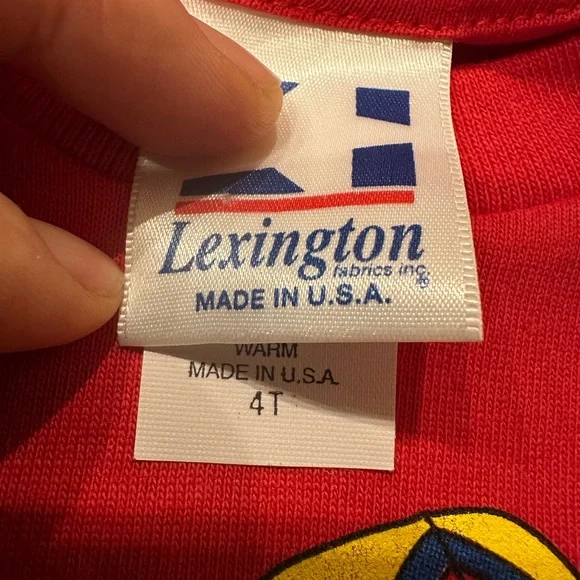 Lexington
fabrics inc.®
MADE IN U.S.A.
WARM
MADE IN U.S.A.
4T